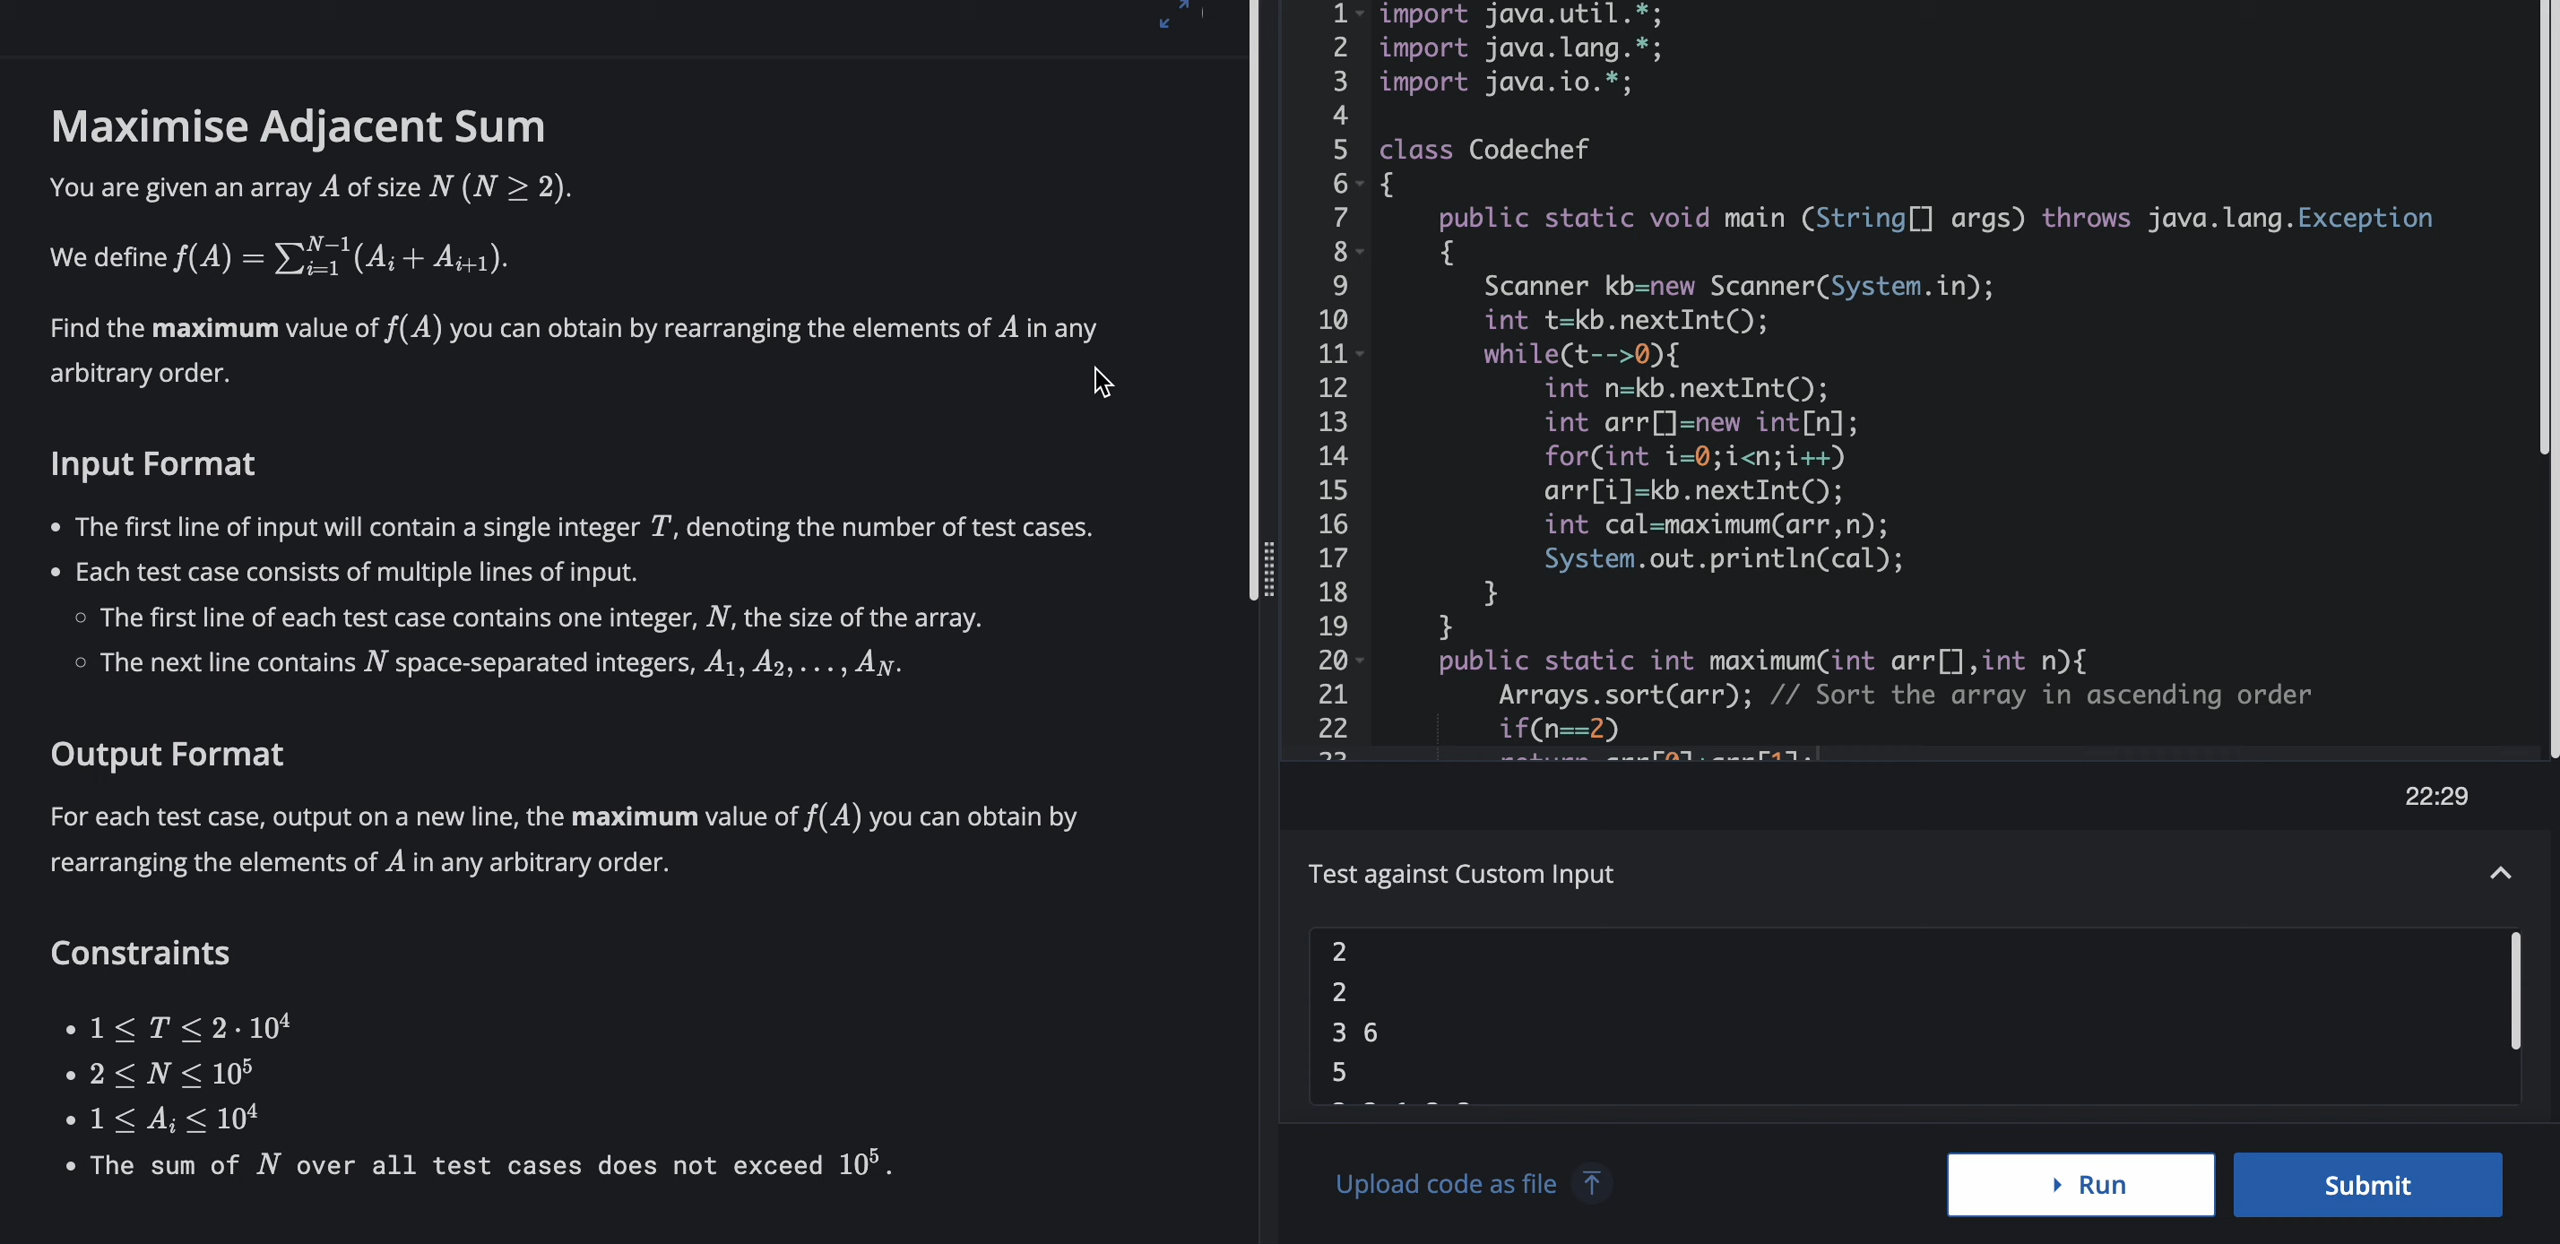 Maximise Adjacent Sum
You are given an array A of size N (N ≥ 2).
We define f(A) = ∑_{i=1}^{N−1}(A_i + A_{i+1}).
Find the maximum value of f(A) you can obtain by rearranging the elements of A in any
arbitrary order.
Input Format
• The first line of input will contain a single integer T, denoting the number of test cases.
• Each test case consists of multiple lines of input.
○ The first line of each test case contains one integer, N, the size of the array.
○ The next line contains N space-separated integers, A_1, A_2, . . . , A_N.
Output Format
For each test case, output on a new line, the maximum value of f(A) you can obtain by
rearranging the elements of A in any arbitrary order.
Constraints
• 1 ≤ T ≤ 2 · 10^4
• 2 ≤ N ≤ 10^5
• 1 ≤ A_i ≤ 10^4
• The sum of N over all test cases does not exceed 10^5.
1 import java.util.*;
2 import java.lang.*;
3 import java.io.*;
4
5 class Codechef
6 {
7 public static void main (String[] args) throws java.lang.Exception
8 {
9 Scanner kb=new Scanner(System.in);
10 int t=kb.nextInt();
11 while(t-->0){
12 int n=kb.nextInt();
13 int arr[]=new int[n];
14 for(int i=0;i<n;i++)
15 arr[i]=kb.nextInt();
16 int cal=maximum(arr,n);
17 System.out.println(cal);
18 }
19 }
20 public static int maximum(int arr[],int n){
21 Arrays.sort(arr); // Sort the array in ascending order
22 if(n==2)
23 return arr[0]+arr[1];
22:29
Test against Custom Input
2
2
3 6
5
Upload code as file
Run
Submit